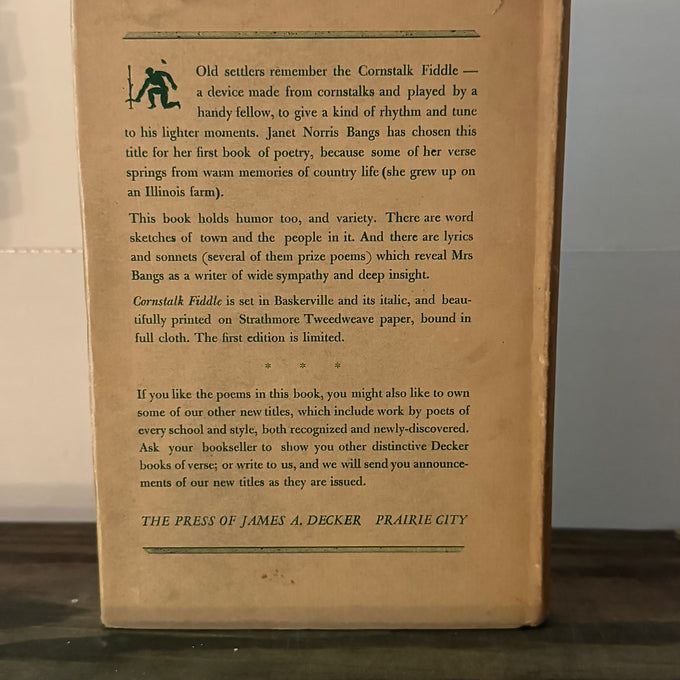 Old settlers remember the Cornstalk Fiddle —
a device made from cornstalks and played by a
handy fellow, to give a kind of rhythm and tune
to his lighter moments. Janet Norris Bangs has chosen this
title for her first book of poetry, because some of her verse
springs from warm memories of country life (she grew up on
an Illinois farm).
This book holds humor too, and variety. There are word
sketches of town and the people in it. And there are lyrics
and sonnets (several of them prize poems) which reveal Mrs
Bangs as a writer of wide sympathy and deep insight.
Cornstalk Fiddle is set in Baskerville and its italic, and beau-
tifully printed on Strathmore Tweedweave paper, bound in
full cloth. The first edition is limited.
* * *
If you like the poems in this book, you might also like to own
some of our other new titles, which include work by poets of
every school and style, both recognized and newly-discovered.
Ask your bookseller to show you other distinctive Decker
books of verse; or write to us, and we will send you announce-
ments of our new titles as they are issued.
THE PRESS OF JAMES A. DECKER PRAIRIE CITY